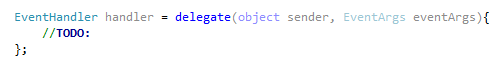 EventHandler handler = delegate(object sender, EventArgs eventArgs){
    //TODO:
};